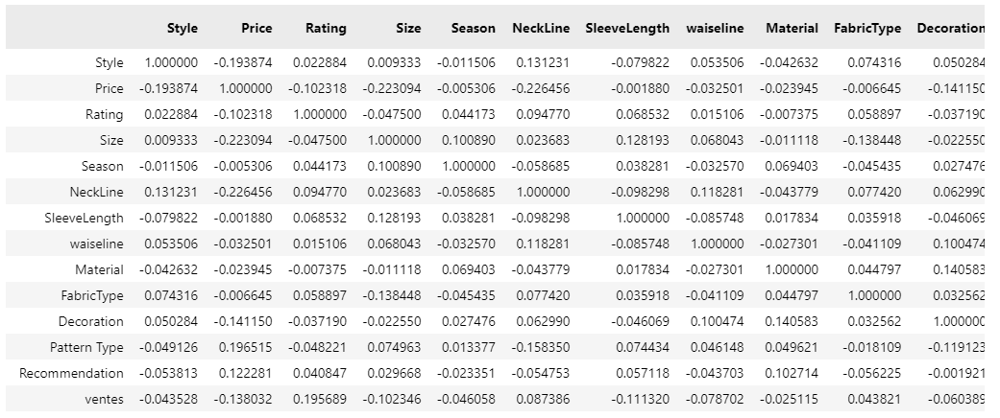 Style Price Rating Size Season NeckLine SleeveLength waiseline Material FabricType Decoration
Style 1.000000 -0.193874 0.022884 0.009333 -0.011506 0.131231 -0.079822 0.053506 -0.042632 0.074316 0.050284
Price -0.193874 1.000000 -0.102318 -0.223094 -0.005306 -0.226456 -0.001880 -0.032501 -0.023945 -0.006645 -0.141150
Rating 0.022884 -0.102318 1.000000 -0.047500 0.044173 0.094770 0.068532 0.015106 -0.007375 0.058897 -0.037190
Size 0.009333 -0.223094 -0.047500 1.000000 0.100890 0.023683 0.128193 0.068043 -0.011118 -0.138448 -0.022550
Season -0.011506 -0.005306 0.044173 0.100890 1.000000 -0.058685 0.038281 -0.032570 0.069403 -0.045435 0.027476
NeckLine 0.131231 -0.226456 0.094770 0.023683 -0.058685 1.000000 -0.098298 0.118281 -0.043779 0.077420 0.062990
SleeveLength -0.079822 -0.001880 0.068532 0.128193 0.038281 -0.098298 1.000000 -0.085748 0.017834 0.035918 -0.046069
waiseline 0.053506 -0.032501 0.015106 0.068043 -0.032570 0.118281 -0.085748 1.000000 -0.027301 -0.041109 0.100474
Material -0.042632 -0.023945 -0.007375 -0.011118 0.069403 -0.043779 0.017834 -0.027301 1.000000 0.044797 0.140583
FabricType 0.074316 -0.006645 0.058897 -0.138448 -0.045435 0.077420 0.035918 -0.041109 0.044797 1.000000 0.032562
Decoration 0.050284 -0.141150 -0.037190 -0.022550 0.027476 0.062990 -0.046069 0.100474 0.140583 0.032562 1.000000
Pattern Type -0.049126 0.196515 -0.048221 0.074963 0.013377 -0.158350 0.074434 0.046148 0.049621 -0.018109 -0.119123
Recommendation -0.053813 0.122281 0.040847 0.029668 -0.023351 -0.054753 0.057118 -0.043703 0.102714 -0.056225 -0.001921
ventes -0.043528 -0.138032 0.195689 -0.102346 -0.046058 0.087386 -0.111320 -0.078702 -0.025115 0.043821 -0.060389